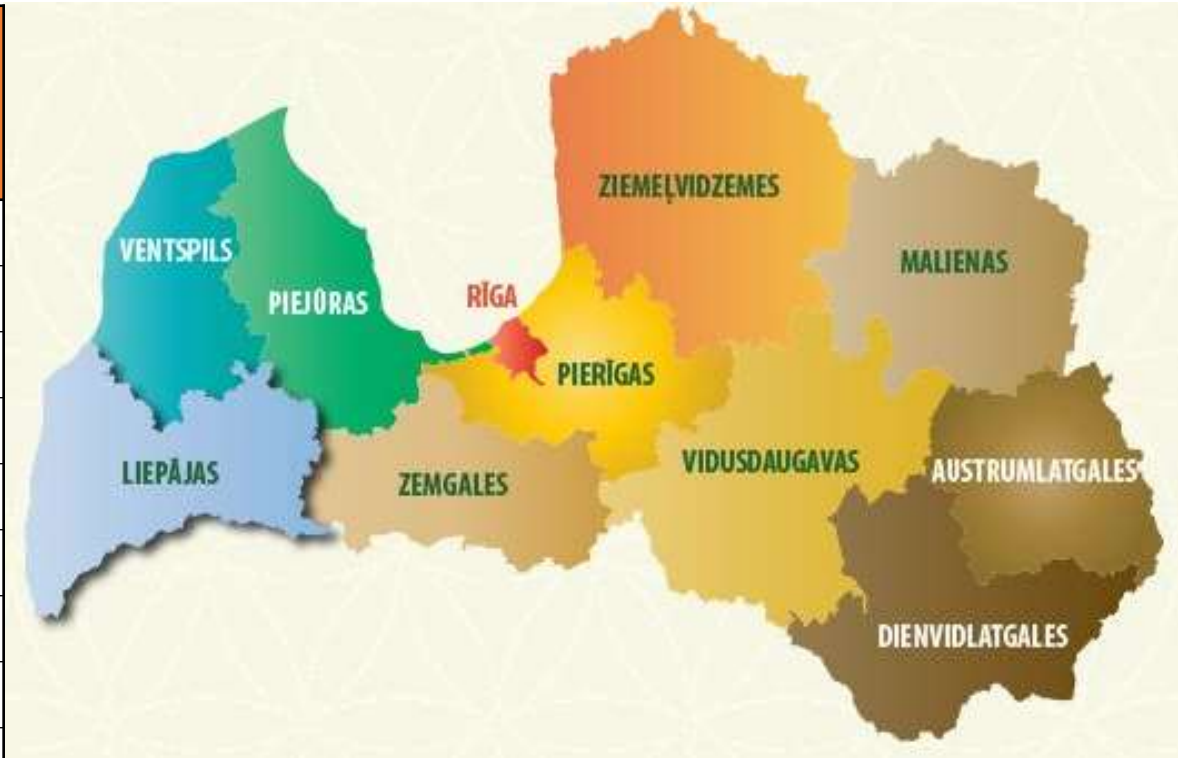 ZIEMEĻVIDZEMES
VENTSPILS
MALIENAS
PIEJŪRAS
RĪGA
PIERĪGAS
LIEPĀJAS
ZEMGALES
VIDUSDAUGAVAS
AUSTRUMLATGALES
DIENVIDLATGALES